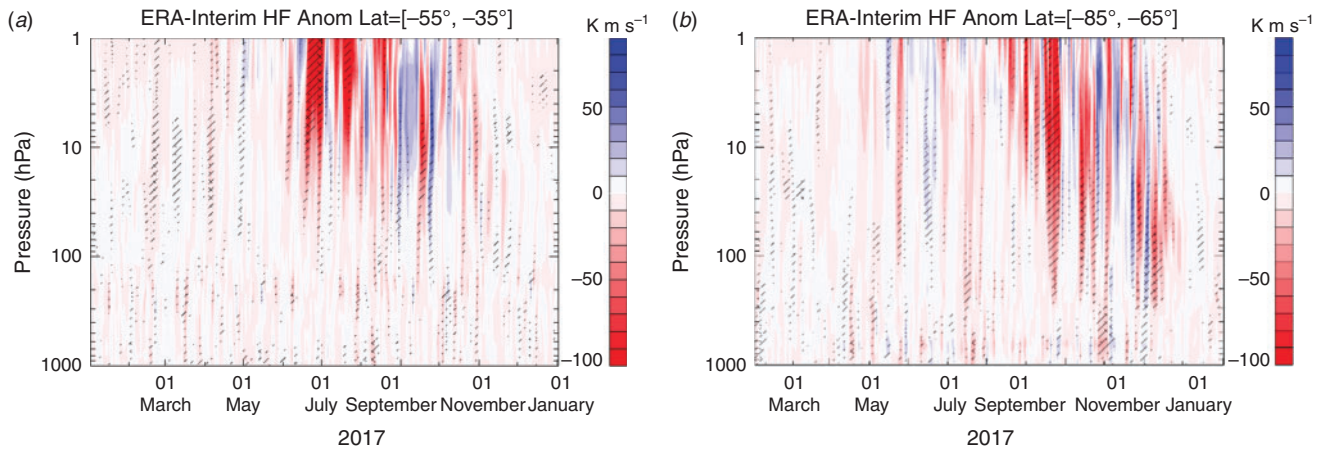 (a) ERA-Interim HF Anom Lat=[–55°, –35°] K m s⁻¹
1
10
100
1000
Pressure (hPa)
50
0
–50
–100
01 01 01 01 01 01
March May July September November January
2017
(b) ERA-Interim HF Anom Lat=[–85°, –65°] K m s⁻¹
1
10
100
1000
Pressure (hPa)
50
0
–50
–100
01 01 01 01 01 01
March May July September November January
2017